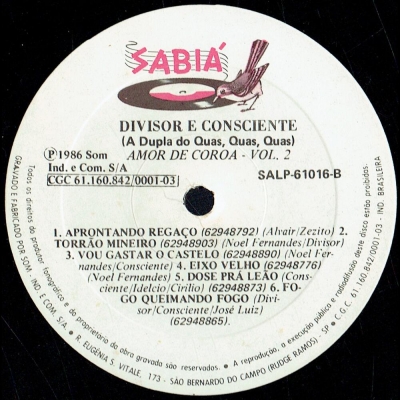 SABIÁ
DIVISOR E CONSCIENTE
(A Dupla do Quas, Quas, Quas)
AMOR DE COROA - VOL. 2
Ⓟ1986 Som
Ind. e Com. S/A
CGC 61.160.842/0001-03
SALP-61016-B
1. APRONTANDO REGAÇO (62948792) (Alvair/Zezito) 2.
TORRÃO MINEIRO (62948903) (Noel Fernandes/Divisor)
3. VOU GASTAR O CASTELO (62948890) (Noel Fer-
nandes/Consciente) 4. EIXO VELHO (62948776)
(Noel Fernandes) 5. DOSE PRÁ LEÃO (Cons-
ciente/Idelcio/Cirilio) (62948873) 6. FO-
GO QUEIMANDO FOGO (Divi-
sor/Consciente/José Luiz)
(62948865).
GRAVADO E FABRICADO POR SOM - IND. E COM. S/A. - R. EUGÊNIA S. VITALE, 173 - SÃO BERNARDO DO CAMPO (RUDGE RAMOS) - SP - C.G.C. 61.160.842/0001-03 - IND. BRASILEIRA
Todos os direitos do produtor fonográfico e do proprietário da obra gravada são reservados. - A reprodução, a execução pública e radiodifusão deste disco estão proibidas.